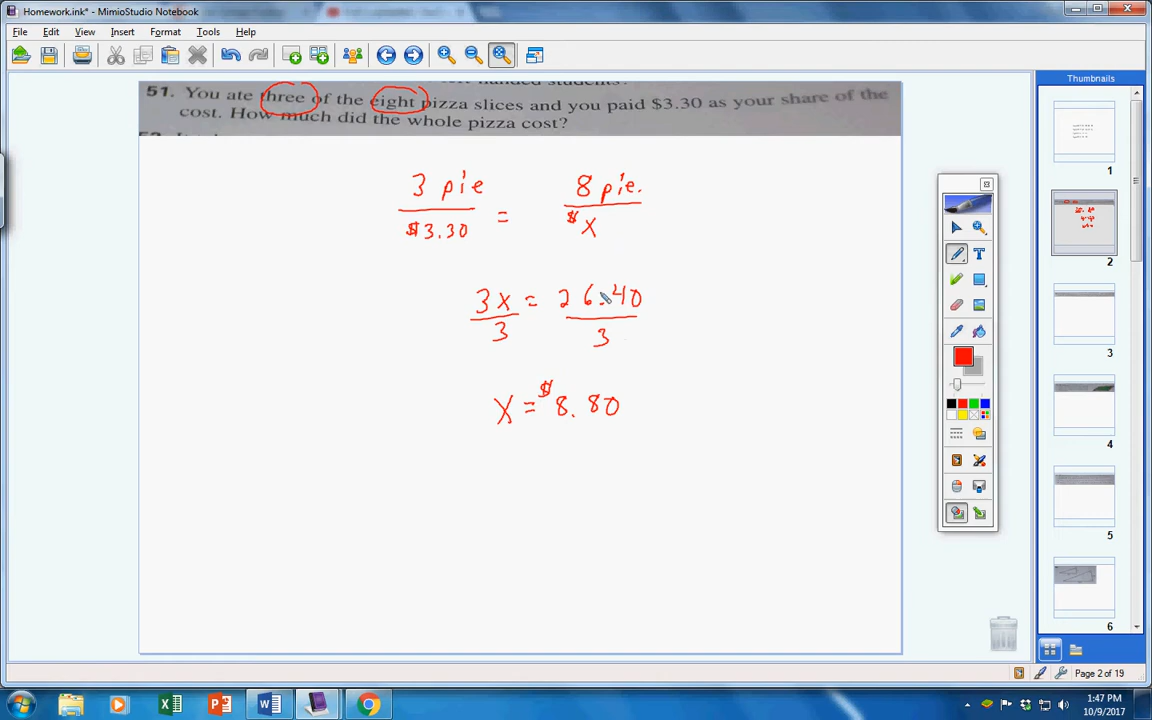 Homework.ink* - MimioStudio Notebook
File Edit View Insert Format Tools Help
51. You ate three of the eight pizza slices and you paid $3.30 as your share of the
cost. How much did the whole pizza cost?
3 pie 8 pie.
$3.30 = $ X
3x = 26.40
3 3
X = $8.80
Thumbnails
1
2
3
4
5
6
T
Page 2 of 19
1:47 PM
10/9/2017